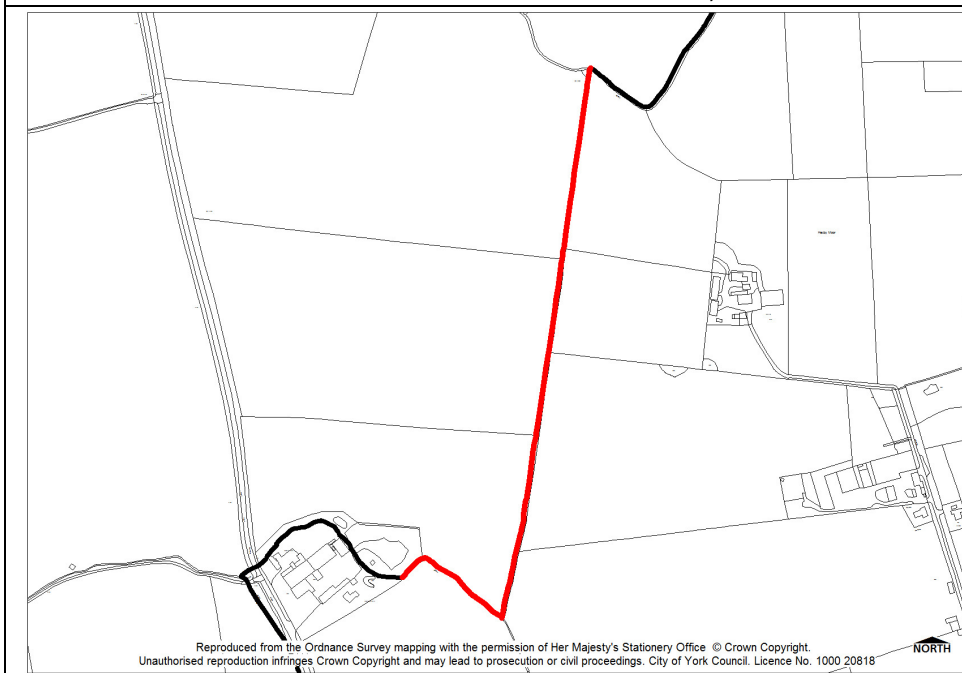 Reproduced from the Ordnance Survey mapping with the permission of Her Majesty's Stationery Office © Crown Copyright.
Unauthorised reproduction infringes Crown Copyright and may lead to prosecution or civil proceedings. City of York Council. Licence No. 1000 20818
NORTH